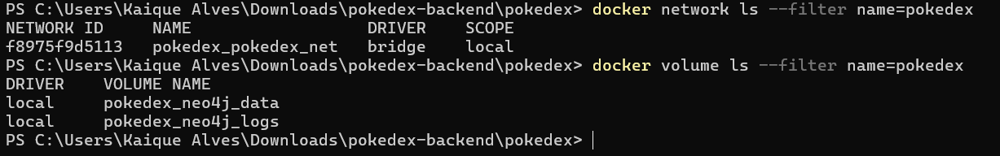 PS C:\Users\Kaique Alves\Downloads\pokedex-backend\pokedex> docker network ls --filter name=pokedex
NETWORK ID     NAME                  DRIVER    SCOPE
f8975f9d5113   pokedex_pokedex_net   bridge    local
PS C:\Users\Kaique Alves\Downloads\pokedex-backend\pokedex> docker volume ls --filter name=pokedex
DRIVER    VOLUME NAME
local     pokedex_neo4j_data
local     pokedex_neo4j_logs
PS C:\Users\Kaique Alves\Downloads\pokedex-backend\pokedex>